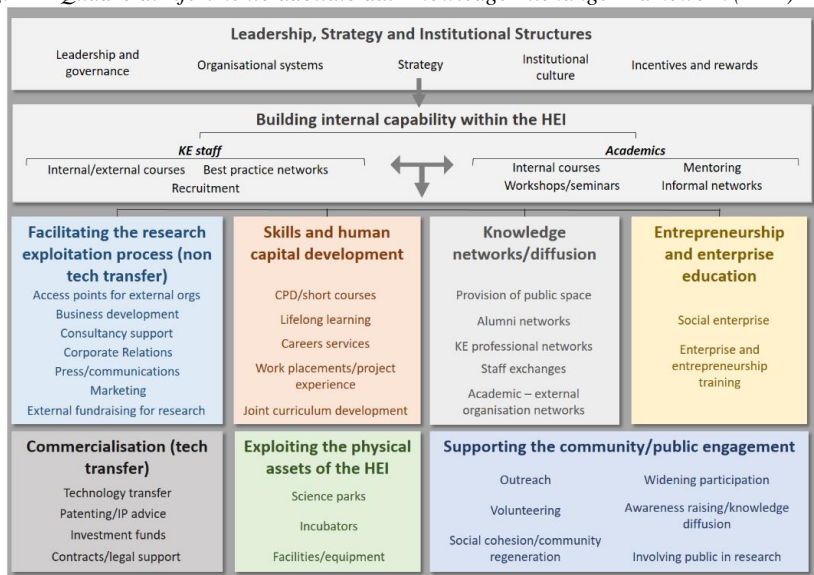 Leadership, Strategy and Institutional Structures
Leadership and
governance
Organisational systems
Strategy
Institutional
culture
Incentives and rewards
Building internal capability within the HEI
KE staff
Internal/external courses Best practice networks
Recruitment
Academics
Internal courses Mentoring
Workshops/seminars Informal networks
Facilitating the research
exploitation process (non
tech transfer)
Access points for external orgs
Business development
Consultancy support
Corporate Relations
Press/communications
Marketing
External fundraising for research
Skills and human
capital development
CPD/short courses
Lifelong learning
Careers services
Work placements/project
experience
Joint curriculum development
Knowledge
networks/diffusion
Provision of public space
Alumni networks
KE professional networks
Staff exchanges
Academic – external
organisation networks
Entrepreneurship
and enterprise
education
Social enterprise
Enterprise and
entrepreneurship
training
Commercialisation (tech
transfer)
Technology transfer
Patenting/IP advice
Investment funds
Contracts/legal support
Exploiting the physical
assets of the HEI
Science parks
Incubators
Facilities/equipment
Supporting the community/public engagement
Outreach
Volunteering
Social cohesion/community
regeneration
Widening participation
Awareness raising/knowledge
diffusion
Involving public in research